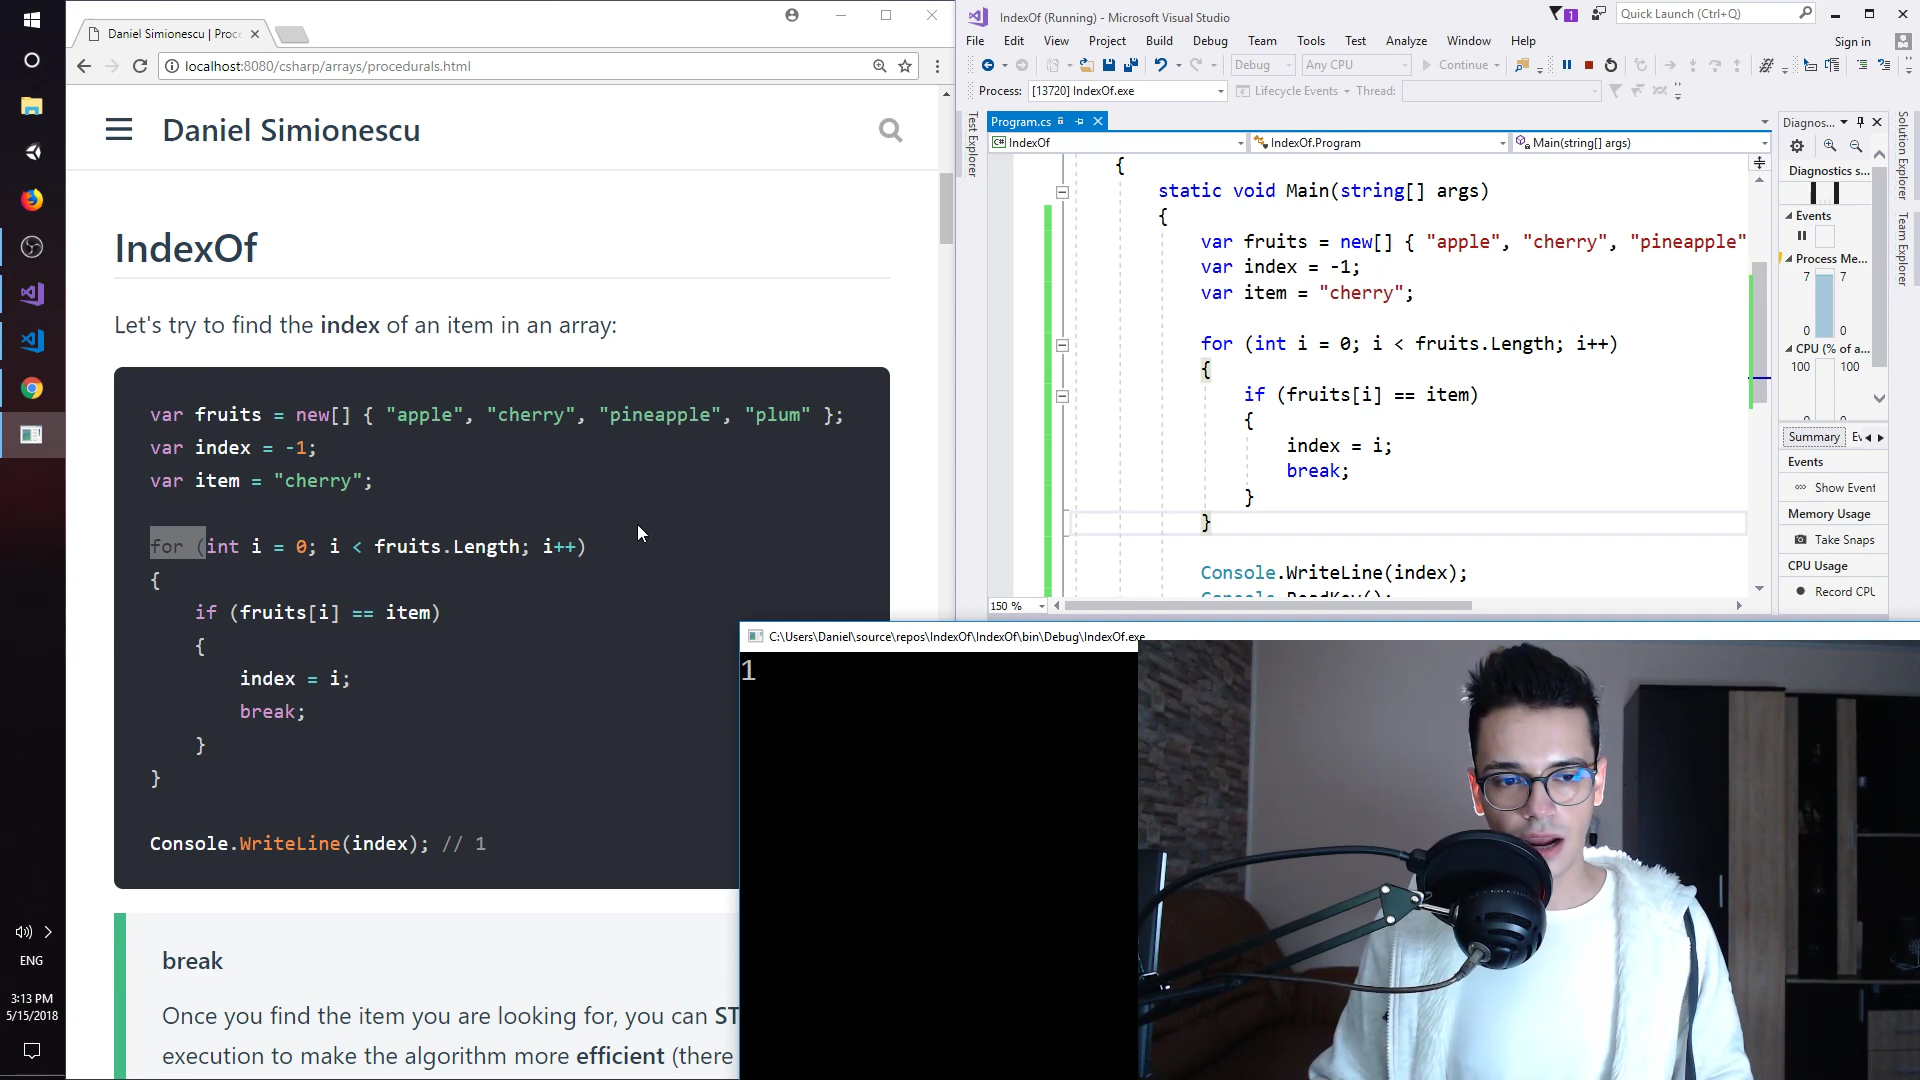 Daniel Simionescu | Proc
localhost:8080/csharp/arrays/procedurals.html
Daniel Simionescu
IndexOf
Let's try to find the index of an item in an array:
var fruits = new[] { "apple", "cherry", "pineapple", "plum" };
var index = -1;
var item = "cherry";
for (int i = 0; i < fruits.Length; i++)
{
if (fruits[i] == item)
{
index = i;
break;
}
}
Console.WriteLine(index); // 1
break
Once you find the item you are looking for, you can ST
execution to make the algorithm more efficient (there
ENG
3:13 PM
5/15/2018
IndexOf (Running) - Microsoft Visual Studio
1
Quick Launch (Ctrl+Q)
File Edit View Project Build Debug Team Tools Test Analyze Window Help
Sign in
Debug Any CPU Continue
Process: [13720] IndexOf.exe Lifecycle Events Thread:
Test Explorer
Program.cs
C# IndexOf IndexOf.Program Main(string[] args)
{
static void Main(string[] args)
{
var fruits = new[] { "apple", "cherry", "pineapple"
var index = -1;
var item = "cherry";
for (int i = 0; i < fruits.Length; i++)
{
if (fruits[i] == item)
{
index = i;
break;
}
}
Console.WriteLine(index);
Console.ReadKey();
150 %
Diagnos...
Diagnostics s...
Events
Process Me...
7 7
0 0
CPU (% of a...
100 100
Summary
Events
Show Event
Memory Usage
Take Snaps
CPU Usage
Record CPU
Solution Explorer
Team Explorer
C:\Users\Daniel\source\repos\IndexOf\IndexOf\bin\Debug\IndexOf.exe
1